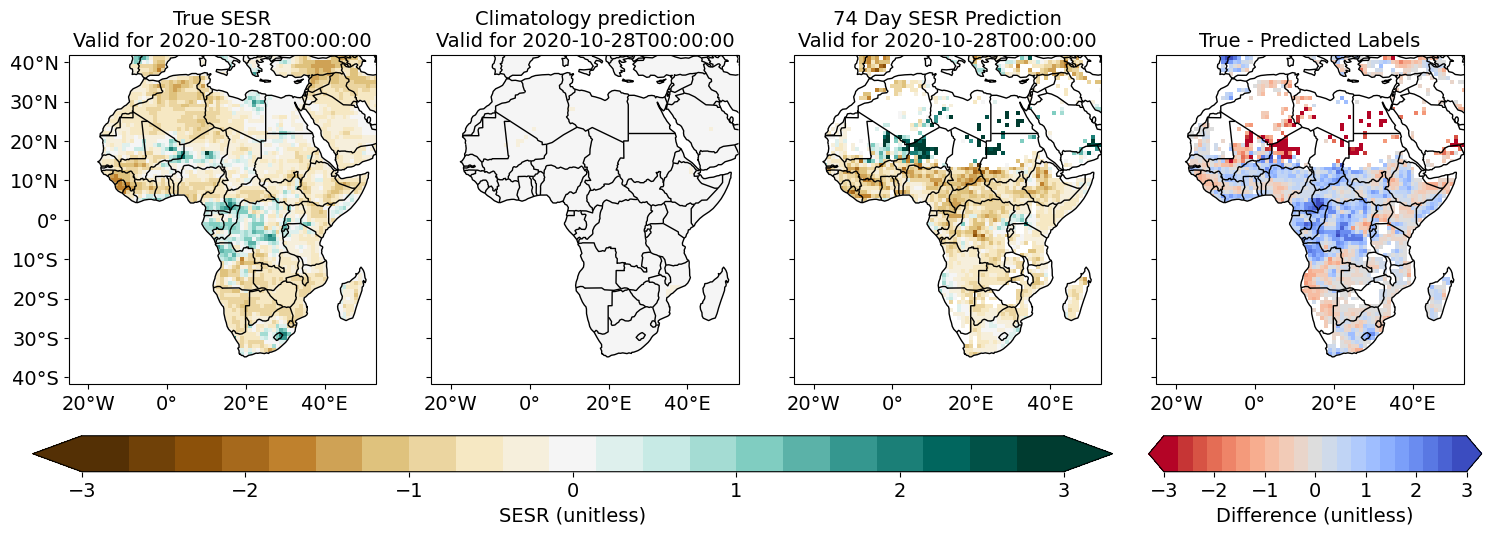 True SESR
Valid for 2020-10-28T00:00:00
Climatology prediction
Valid for 2020-10-28T00:00:00
74 Day SESR Prediction
Valid for 2020-10-28T00:00:00
True - Predicted Labels
40°N
30°N
20°N
10°N
0°
10°S
20°S
30°S
40°S
20°W 0° 20°E 40°E
20°W 0° 20°E 40°E
20°W 0° 20°E 40°E
20°W 0° 20°E 40°E
−3 −2 −1 0 1 2 3
SESR (unitless)
−3 −2 −1 0 1 2 3
Difference (unitless)